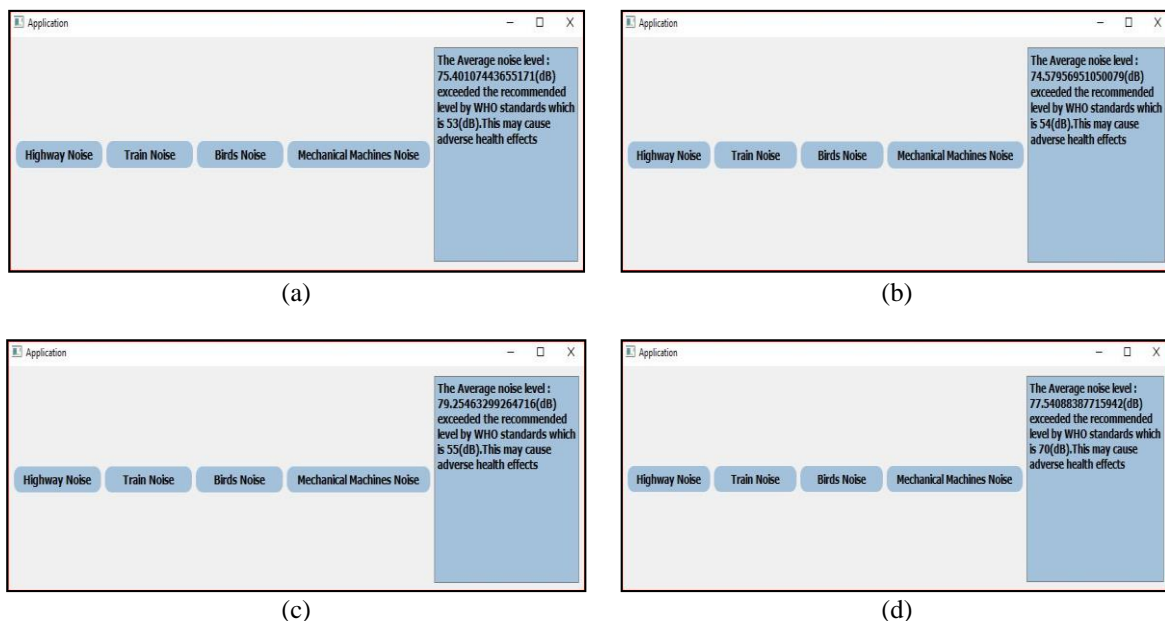 Application
The Average noise level :
75.40107443655171(dB)
exceeded the recommended
level by WHO standards which
is 53(dB).This may cause
adverse health effects
Highway Noise Train Noise Birds Noise Mechanical Machines Noise
(a)
Application
The Average noise level :
74.57956951050079(dB)
exceeded the recommended
level by WHO standards which
is 54(dB).This may cause
adverse health effects
Highway Noise Train Noise Birds Noise Mechanical Machines Noise
(b)
Application
The Average noise level :
79.25463299264716(dB)
exceeded the recommended
level by WHO standards which
is 55(dB).This may cause
adverse health effects
Highway Noise Train Noise Birds Noise Mechanical Machines Noise
(c)
Application
The Average noise level :
77.54088387715942(dB)
exceeded the recommended
level by WHO standards which
is 70(dB).This may cause
adverse health effects
Highway Noise Train Noise Birds Noise Mechanical Machines Noise
(d)